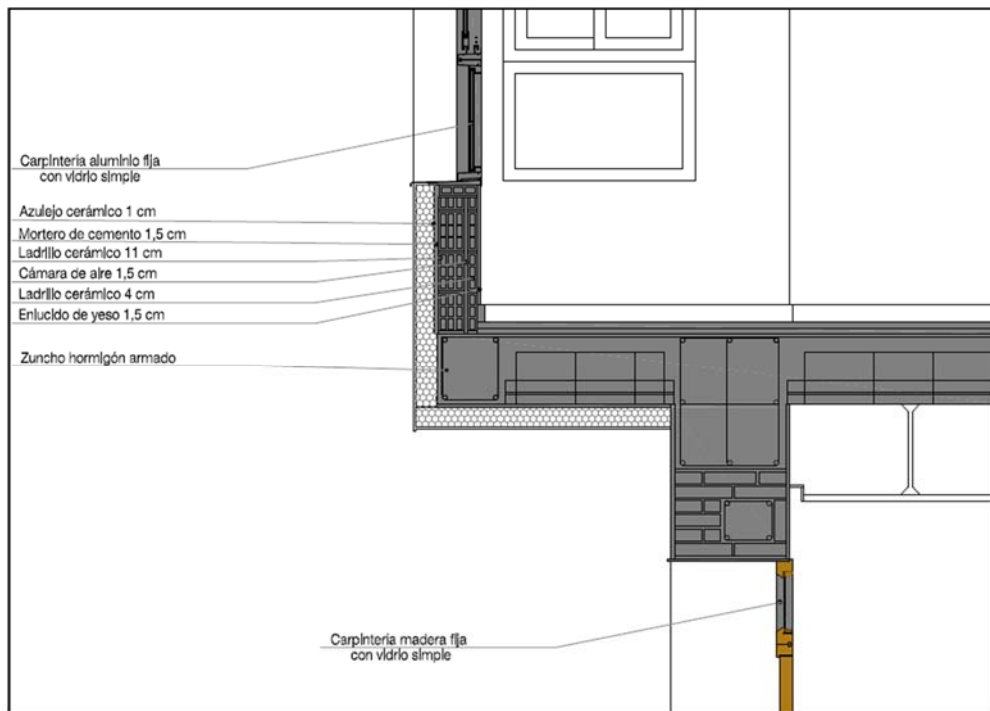 Carpintería aluminio fija
con vidrio simple
Azulejo cerámico 1 cm
Mortero de cemento 1,5 cm
Ladrillo cerámico 11 cm
Cámara de aire 1,5 cm
Ladrillo cerámico 4 cm
Enlucido de yeso 1,5 cm
Zuncho hormigón armado
Carpintería madera fija
con vidrio simple